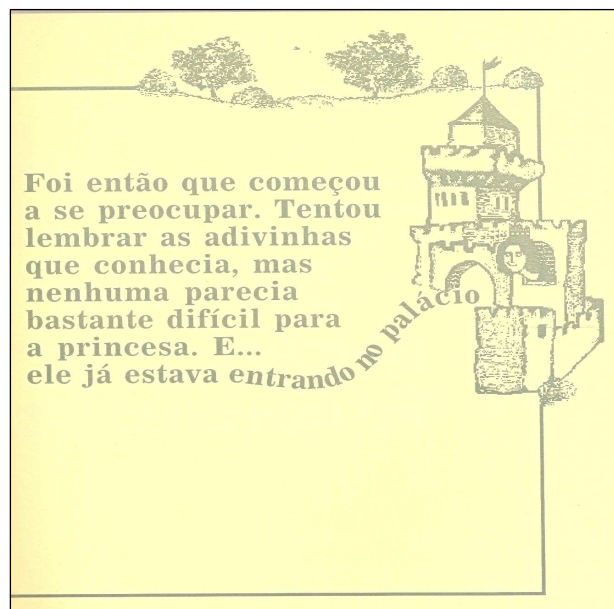 Foi então que começou
a se preocupar. Tentou
lembrar as adivinhas
que conhecia, mas
nenhuma parecia
bastante difícil para
a princesa. E...
ele já estava entrando no palácio